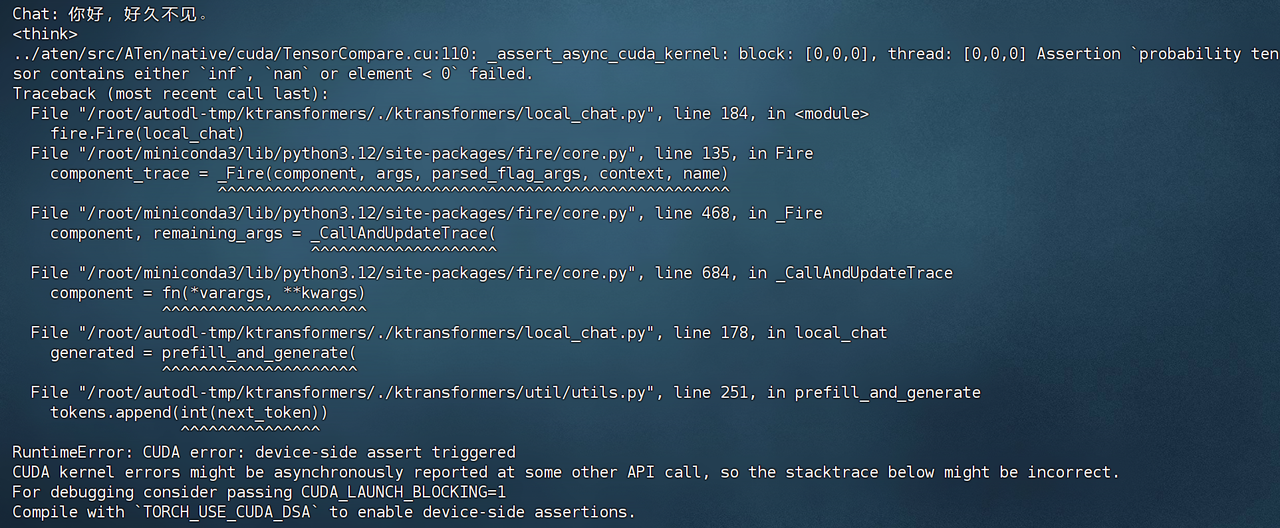 Chat: 你好，好久不见。
<think>
../aten/src/ATen/native/cuda/TensorCompare.cu:110: _assert_async_cuda_kernel: block: [0,0,0], thread: [0,0,0] Assertion `probability ten
sor contains either `inf`, `nan` or element < 0` failed.
Traceback (most recent call last):
  File "/root/autodl-tmp/ktransformers/./ktransformers/local_chat.py", line 184, in <module>
    fire.Fire(local_chat)
  File "/root/miniconda3/lib/python3.12/site-packages/fire/core.py", line 135, in Fire
    component_trace = _Fire(component, args, parsed_flag_args, context, name)
                      ^^^^^^^^^^^^^^^^^^^^^^^^^^^^^^^^^^^^^^^^^^^^^^^^^^^^^^^
  File "/root/miniconda3/lib/python3.12/site-packages/fire/core.py", line 468, in _Fire
    component, remaining_args = _CallAndUpdateTrace(
                                ^^^^^^^^^^^^^^^^^^^^
  File "/root/miniconda3/lib/python3.12/site-packages/fire/core.py", line 684, in _CallAndUpdateTrace
    component = fn(*varargs, **kwargs)
                ^^^^^^^^^^^^^^^^^^^^^^
  File "/root/autodl-tmp/ktransformers/./ktransformers/local_chat.py", line 178, in local_chat
    generated = prefill_and_generate(
                ^^^^^^^^^^^^^^^^^^^^^
  File "/root/autodl-tmp/ktransformers/./ktransformers/util/utils.py", line 251, in prefill_and_generate
    tokens.append(int(next_token))
                  ^^^^^^^^^^^^^^^
RuntimeError: CUDA error: device-side assert triggered
CUDA kernel errors might be asynchronously reported at some other API call, so the stacktrace below might be incorrect.
For debugging consider passing CUDA_LAUNCH_BLOCKING=1
Compile with `TORCH_USE_CUDA_DSA` to enable device-side assertions.